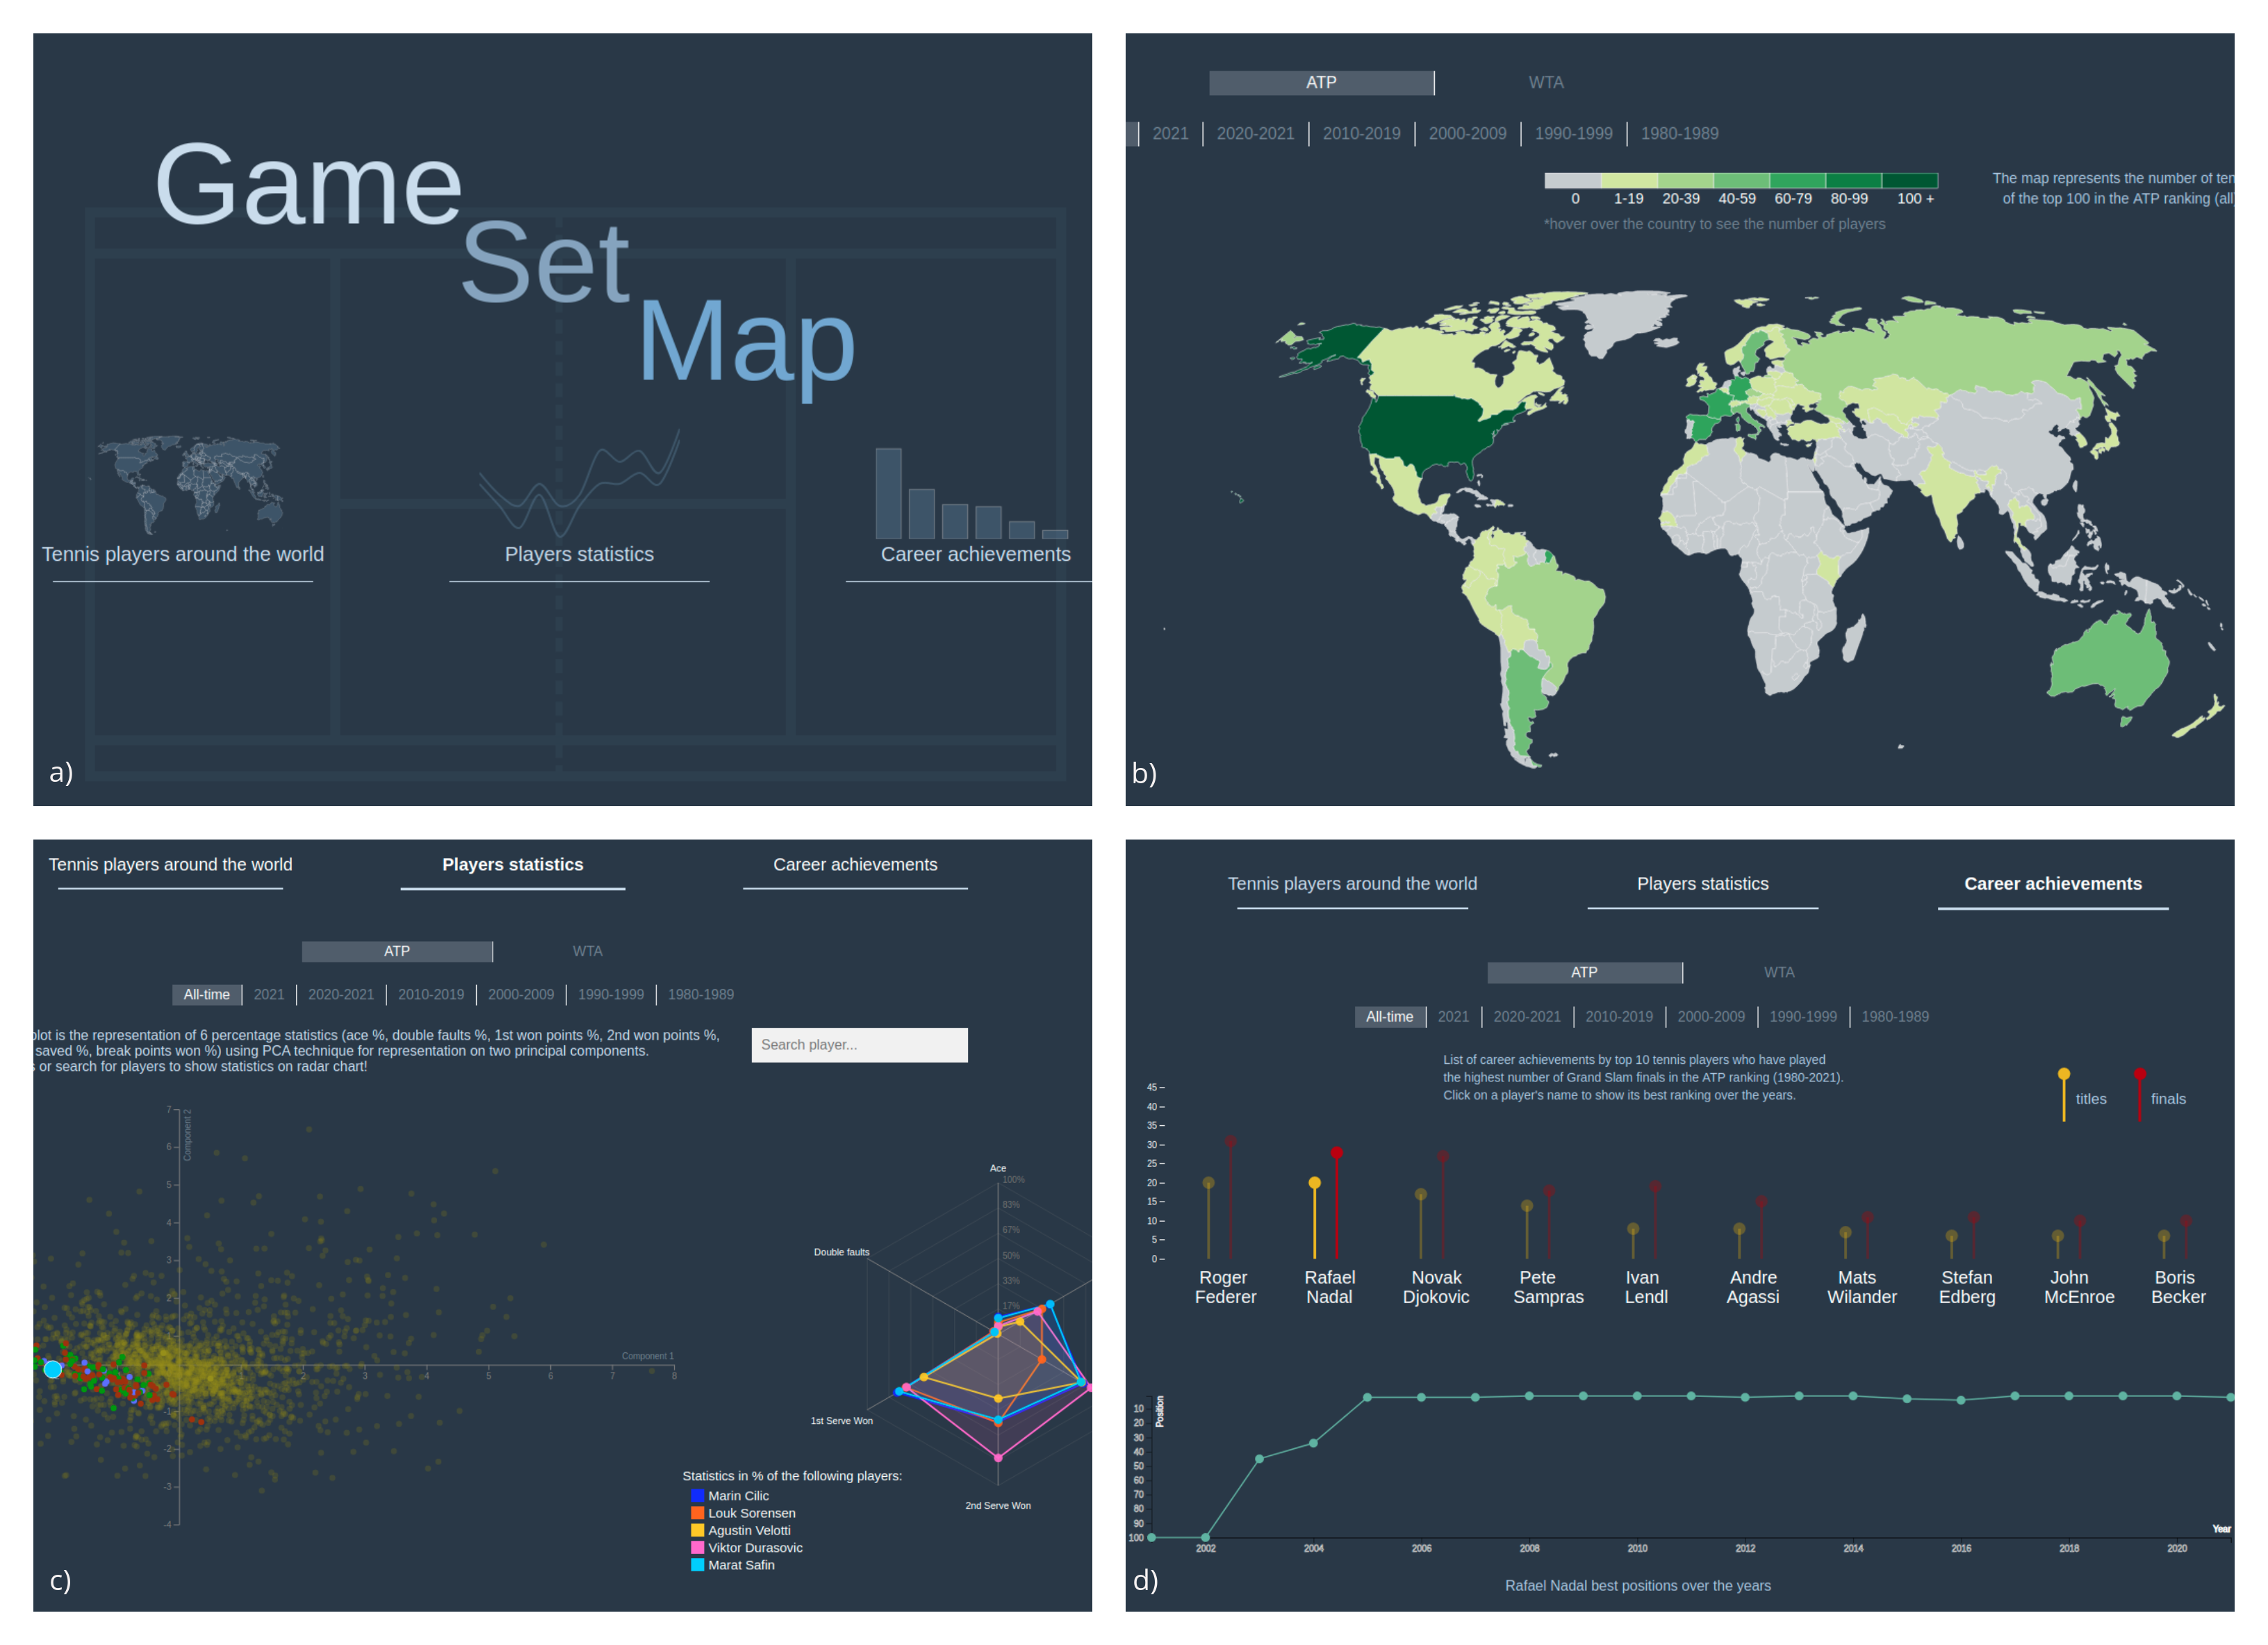 Game
Set
Map
Tennis players around the world
Players statistics
Career achievements
a)
ATP
WTA
2021
2020-2021
2010-2019
2000-2009
1990-1999
1980-1989
0
1-19
20-39
40-59
60-79
80-99
100 +
*hover over the country to see the number of players
The map represents the number of ten
of the top 100 in the ATP ranking (all
b)
Tennis players around the world
Players statistics
Career achievements
ATP
WTA
All-time
2021
2020-2021
2010-2019
2000-2009
1990-1999
1980-1989
plot is the representation of 6 percentage statistics (ace %, double faults %, 1st won points %, 2nd won points %,
saved %, break points won %) using PCA technique for representation on two principal components.
or search for players to show statistics on radar chart!
Search player...
Component 2
7
6
5
4
3
2
-1
-2
-3
-4
Component 1
2
3
4
5
6
7
8
Ace
100%
83%
67%
50%
33%
17%
Double faults
1st Serve Won
2nd Serve Won
Statistics in % of the following players:
Marin Cilic
Louk Sorensen
Agustin Velotti
Viktor Durasovic
Marat Safin
c)
Tennis players around the world
Players statistics
Career achievements
ATP
WTA
All-time
2021
2020-2021
2010-2019
2000-2009
1990-1999
1980-1989
List of career achievements by top 10 tennis players who have played
the highest number of Grand Slam finals in the ATP ranking (1980-2021).
Click on a player's name to show its best ranking over the years.
titles
finals
45
40
35
30
25
20
15
10
5
0
Roger
Federer
Rafael
Nadal
Novak
Djokovic
Pete
Sampras
Ivan
Lendl
Andre
Agassi
Mats
Wilander
Stefan
Edberg
John
McEnroe
Boris
Becker
Position
10
20
30
40
50
60
70
80
90
100
Year
2002
2004
2006
2008
2010
2012
2014
2016
2018
2020
Rafael Nadal best positions over the years
d)